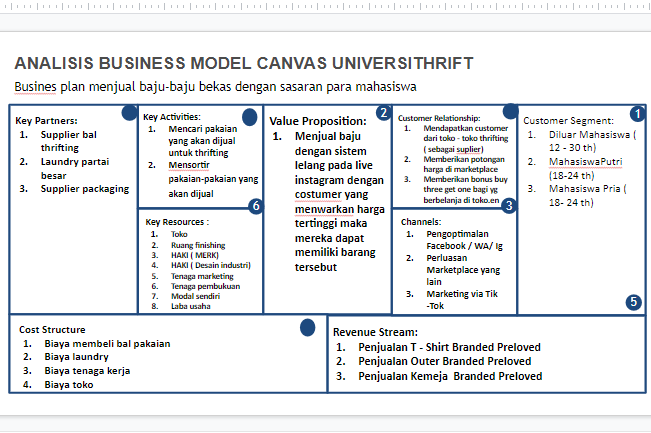 ANALISIS BUSINESS MODEL CANVAS UNIVERSITHRIFT
Busines plan menjual baju-baju bekas dengan sasaran para mahasiswa
Key Partners:
1. Supplier bal
thrifting
2. Laundry partai
besar
3. Supplier packaging
Key Activities:
1. Mencari pakaian
yang akan dijual
untuk thrifting
2. Mensortir
pakaian-pakaian yang
akan dijual
6
Key Resources :
1. Toko
2. Ruang finishing
3. HAKI ( MERK)
4. HAKI ( Desain industri)
5. Tenaga marketing
6. Tenaga pembukuan
7. Modal sendiri
8. Laba usaha
Value Proposition:
2
1. Menjual baju
dengan sistem
lelang pada live
instagram dengan
costumer yang
menwarkan harga
tertinggi maka
mereka dapat
memiliki barang
tersebut
Customer Relationship:
1. Mendapatkan customer
dari toko - toko thrifting
( sebagai suplier)
2. Memberikan potongan
harga di marketplace
3. Memberikan bonus buy
three get one bagi yg
berbelanja di toko.en
3
Channels:
1. Pengoptimalan
Facebook / WA/ Ig
2. Perluasan
Marketplace yang
lain
3. Marketing via Tik
-Tok
Customer Segment:
1
1. Diluar Mahasiswa (
12 - 30 th)
2. MahasiswaPutri
(18-24 th)
3. Mahasiswa Pria (
18- 24 th)
5
Cost Structure
1. Biaya membeli bal pakaian
2. Biaya laundry
3. Biaya tenaga kerja
4. Biaya toko
Revenue Stream:
1. Penjualan T - Shirt Branded Preloved
2. Penjualan Outer Branded Preloved
3. Penjualan Kemeja Branded Preloved